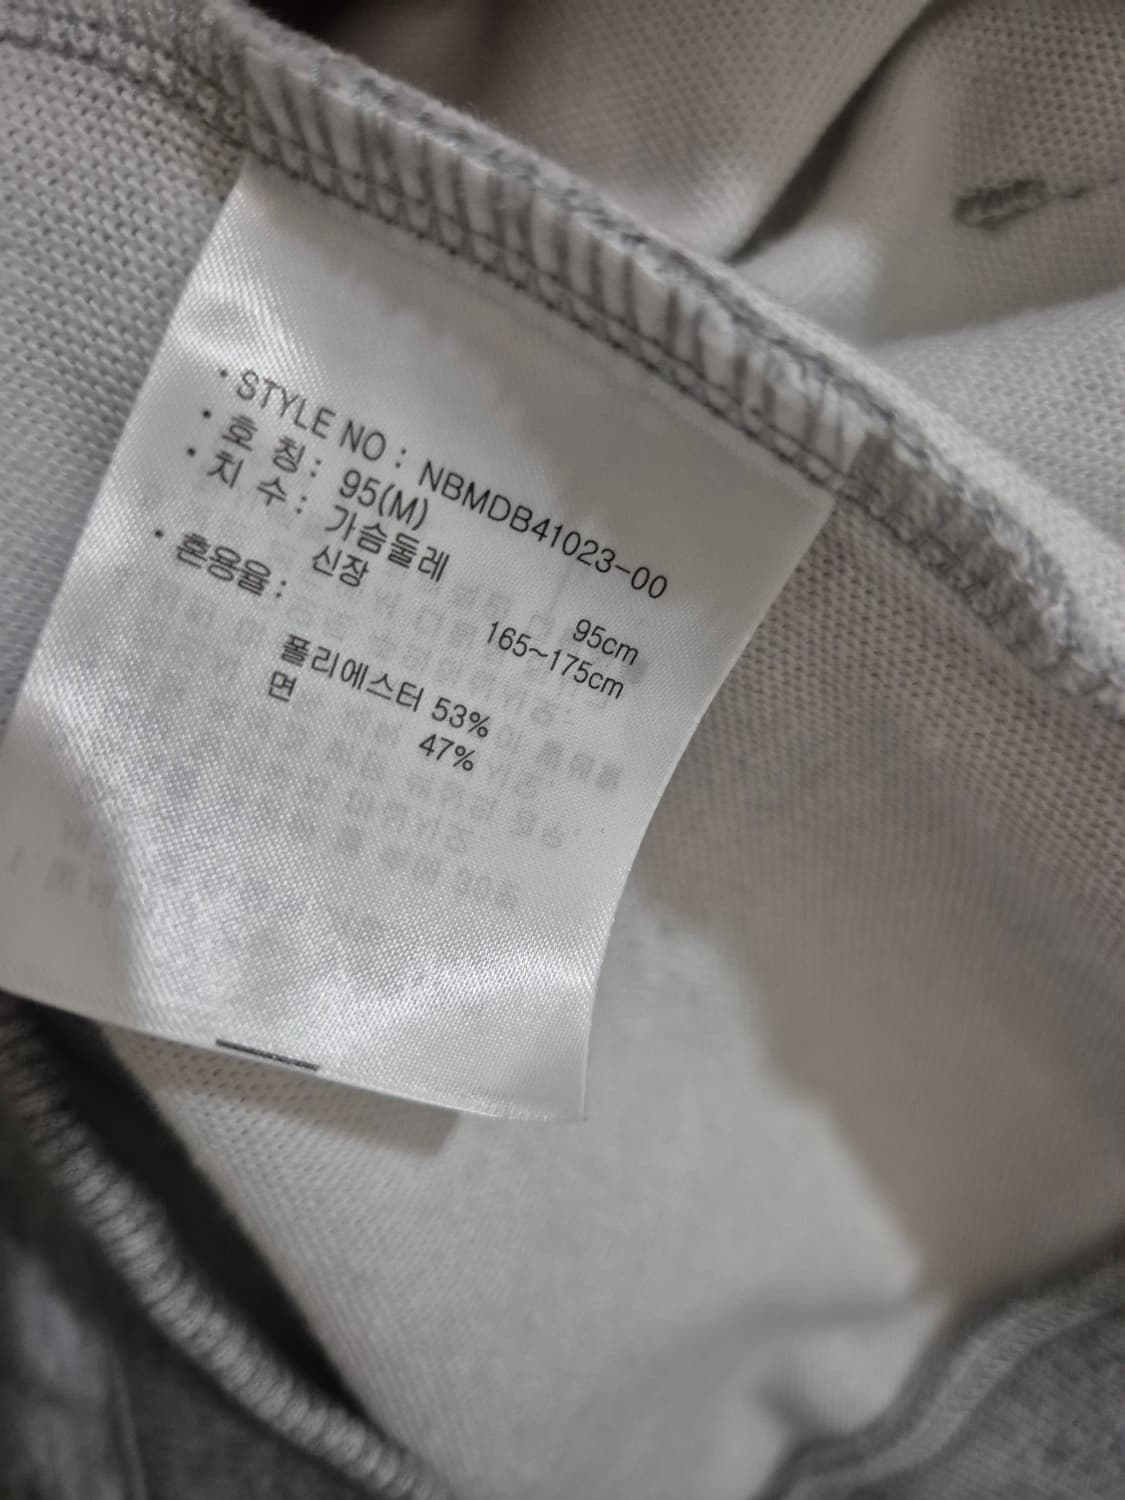 · STYLE NO : NBMDB41023-00
· 호 칭 : 95(M)
· 치 수 : 가슴둘레 95cm
신장 165~175cm
· 혼용율 :
폴리에스터 53%
면 47%